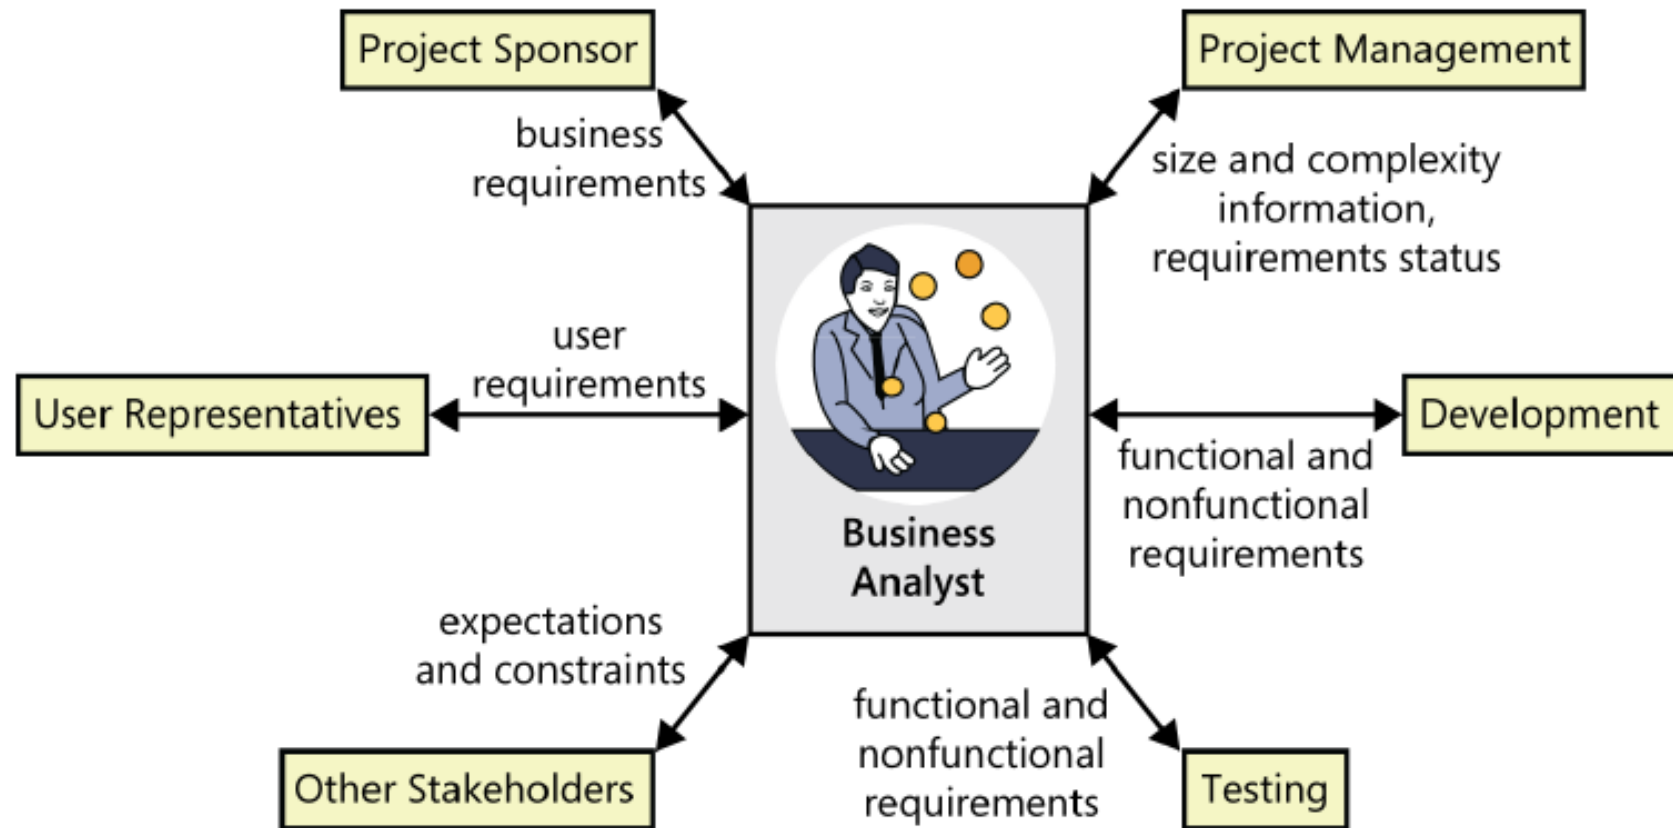 Project Sponsor
Project Management
business
requirements
size and complexity
information,
requirements status
user
requirements
User Representatives
Development
functional and
nonfunctional
requirements
Business
Analyst
expectations
and constraints
functional and
nonfunctional
requirements
Other Stakeholders
Testing